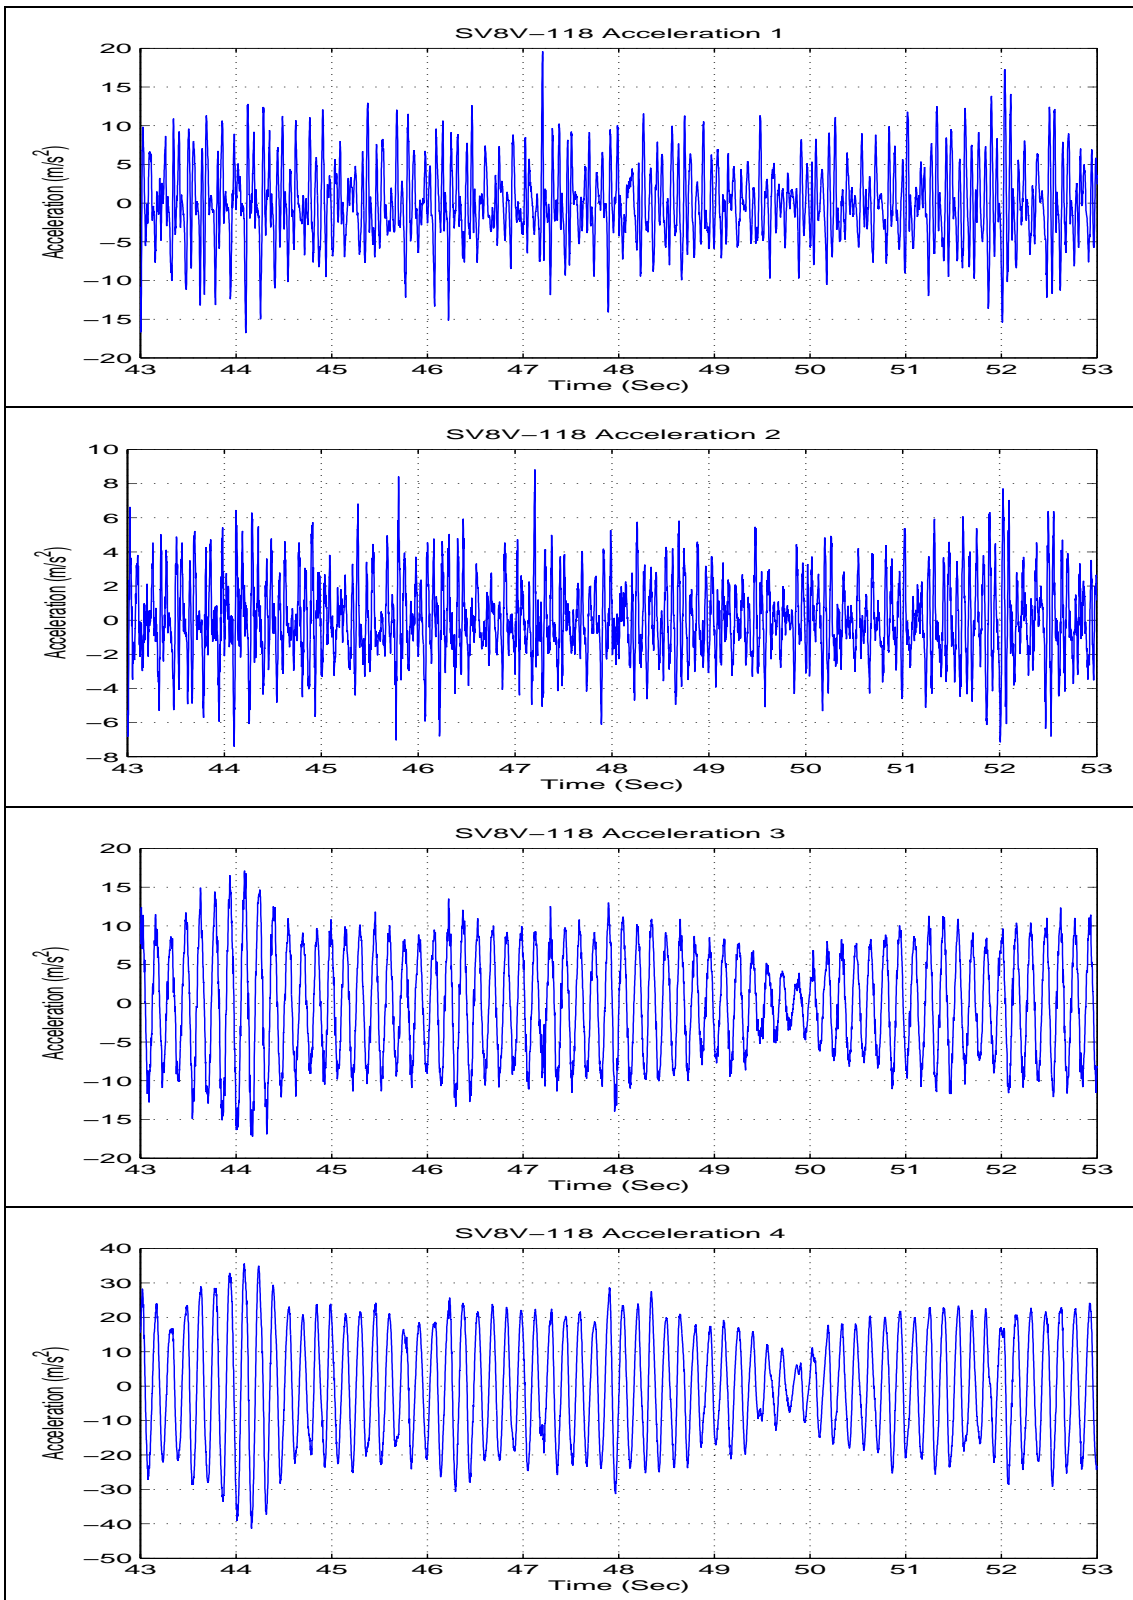 SV8V−118 Acceleration 1
20
15
10
5
0
−5
−10
−15
−20
Acceleration (m/s²)
43 44 45 46 47 48 49 50 51 52 53
Time (Sec)
SV8V−118 Acceleration 2
10
8
6
4
2
0
−2
−4
−6
−8
Acceleration (m/s²)
43 44 45 46 47 48 49 50 51 52 53
Time (Sec)
SV8V−118 Acceleration 3
20
15
10
5
0
−5
−10
−15
−20
Acceleration (m/s²)
43 44 45 46 47 48 49 50 51 52 53
Time (Sec)
SV8V−118 Acceleration 4
40
30
20
10
0
−10
−20
−30
−40
−50
Acceleration (m/s²)
43 44 45 46 47 48 49 50 51 52 53
Time (Sec)